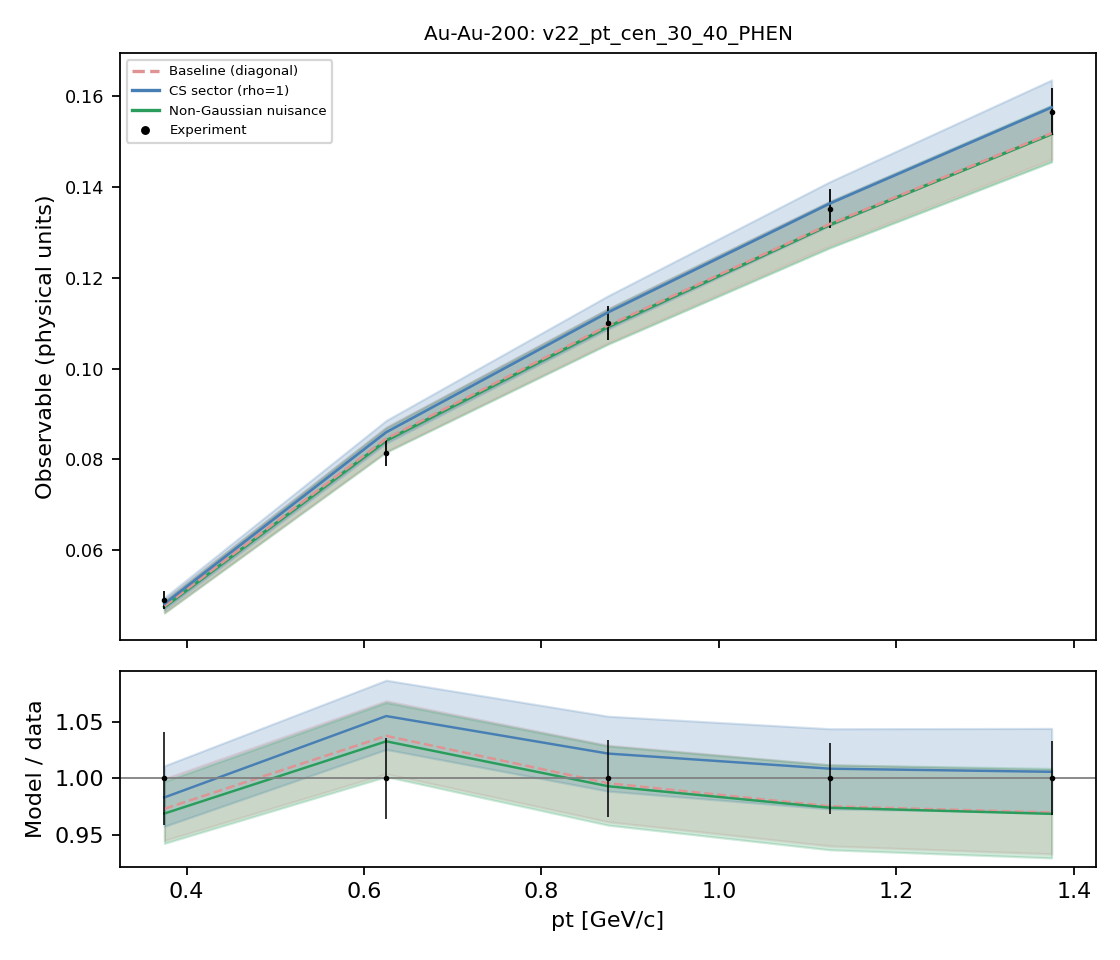 Au-Au-200: v22_pt_cen_30_40_PHEN
Baseline (diagonal)
CS sector (rho=1)
Non-Gaussian nuisance
Experiment
Observable (physical units)
0.16
0.14
0.12
0.10
0.08
0.06
Model / data
1.05
1.00
0.95
0.4 0.6 0.8 1.0 1.2 1.4
pt [GeV/c]